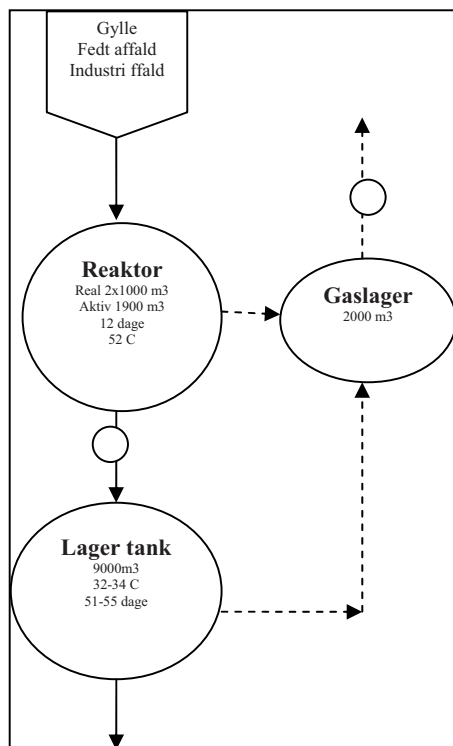 Gylle
Fedt affald
Industri ffald
Reaktor
Real 2x1000 m3
Aktiv 1900 m3
12 dage
52 C
Gaslager
2000 m3
Lager tank
9000m3
32-34 C
51-55 dage